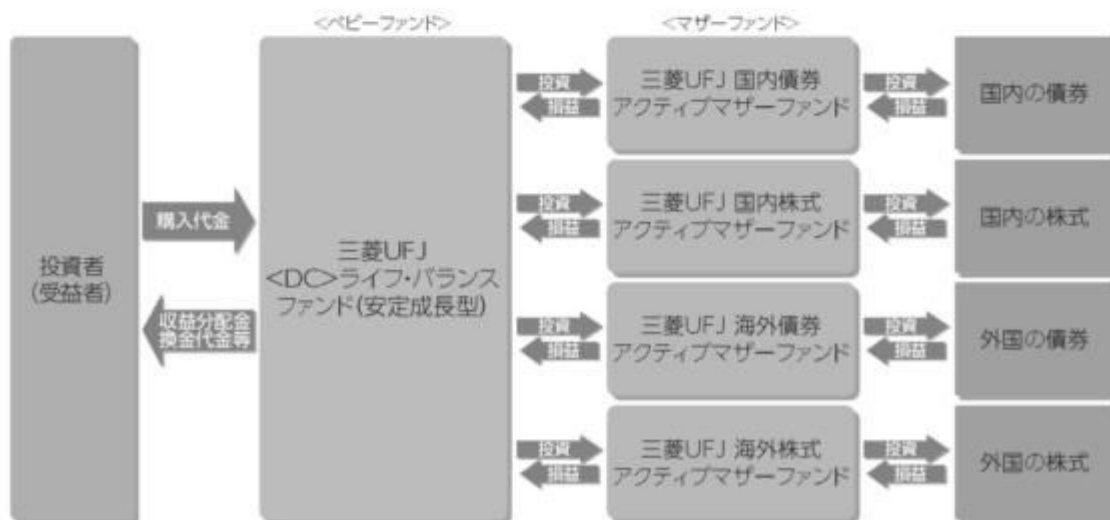 <ベビーファンド>
<マザーファンド>
投資者
(受益者)
購入代金
収益分配金
換金代金等
三菱UFJ
<DC>ライフ・バランス
ファンド(安定成長型)
投資
損益
三菱UFJ 国内債券
アクティブマザーファンド
投資
損益
国内の債券
投資
損益
三菱UFJ 国内株式
アクティブマザーファンド
投資
損益
国内の株式
投資
損益
三菱UFJ 海外債券
アクティブマザーファンド
投資
損益
外国の債券
投資
損益
三菱UFJ 海外株式
アクティブマザーファンド
投資
損益
外国の株式